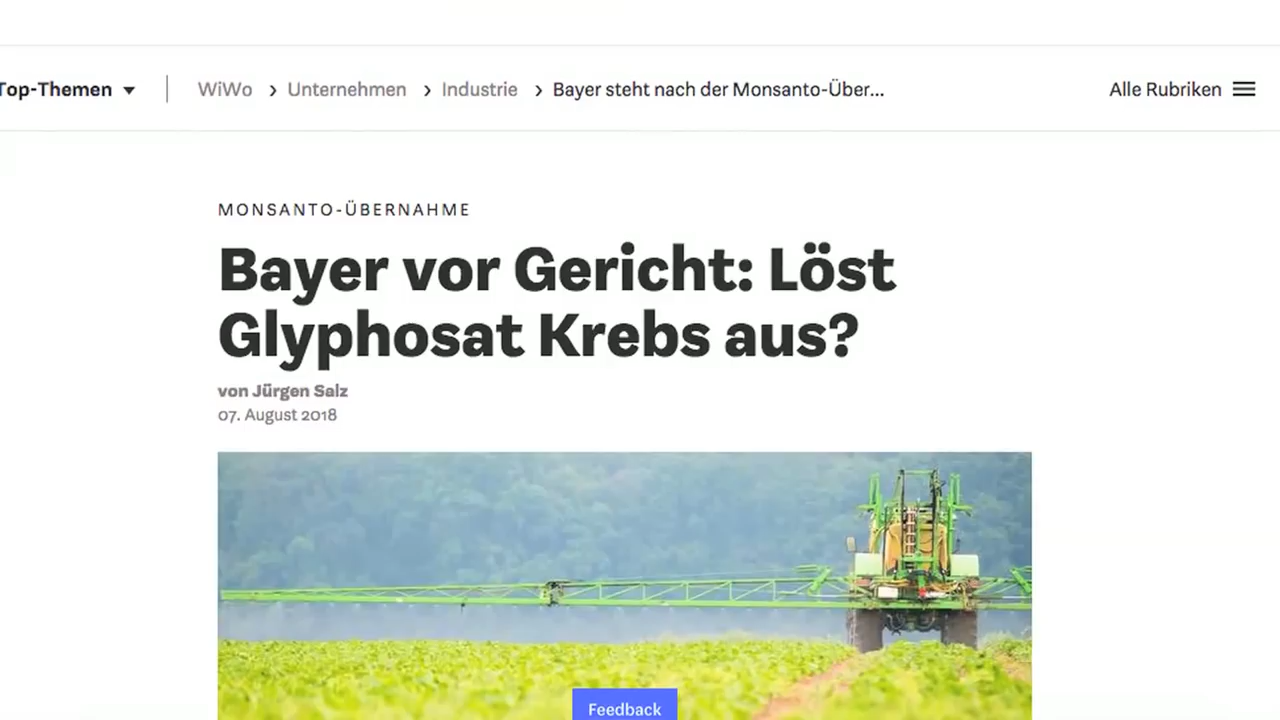 Top-Themen
WiWo > Unternehmen > Industrie > Bayer steht nach der Monsanto-Über...
Alle Rubriken
MONSANTO-ÜBERNAHME
Bayer vor Gericht: Löst
Glyphosat Krebs aus?
von Jürgen Salz
07. August 2018
Feedback